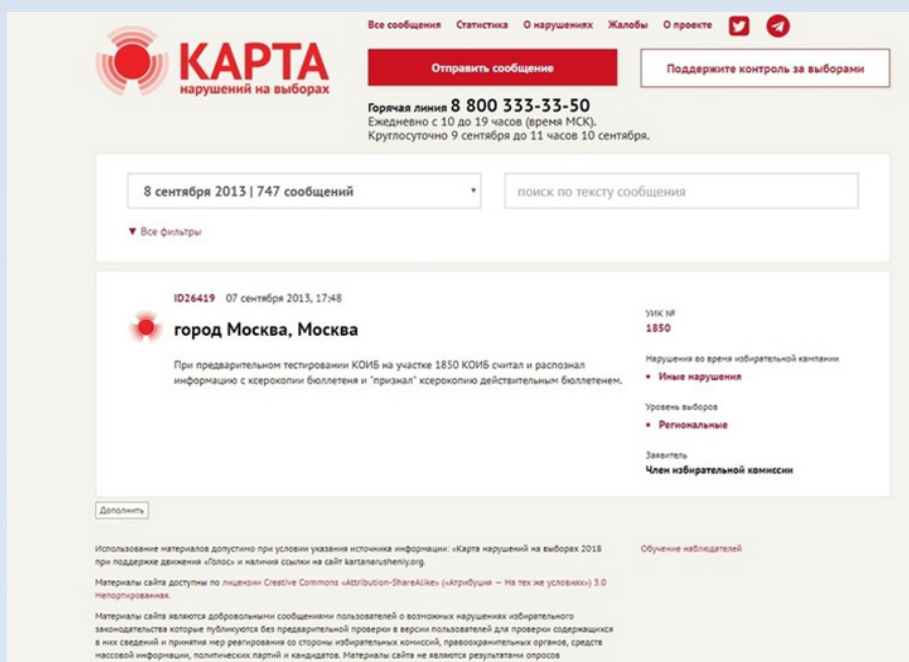 Все сообщения Статистика О нарушениях Жалобы О проекте
КАРТА
нарушений на выборах
Отправить сообщение
Поддержите контроль за выборами
Горячая линия 8 800 333-33-50
Ежедневно с 10 до 19 часов (время МСК).
Круглосуточно 9 сентября до 11 часов 10 сентября.
8 сентября 2013 | 747 сообщений
поиск по тексту сообщения
▼ Все фильтры
ID26419 07 сентября 2013, 17:48
город Москва, Москва
При предварительном тестировании КОИБ на участке 1850 КОИБ считал и распознал
информацию с ксерокопии бюллетеня и "признал" ксерокопию действительным бюллетенем.
УИК №
1850
Нарушения во время избирательной кампании
• Иные нарушения
Уровень выборов
• Региональные
Заявитель
Член избирательной комиссии
Дополнить
Использование материалов допустимо при условии указания источника информации: «Карта нарушений на выборах 2018
при поддержке движения «Голос» и наличия ссылки на сайт kartanarusheniy.org.
Обучение наблюдателей
Материалы сайта доступны по лицензии Creative Commons «Attribution-ShareAlike» («Атрибуция — На тех же условиях») 3.0
Непортированная.
Материалы сайта являются добровольными сообщениями пользователей о возможных нарушениях избирательного
законодательства которые публикуются без предварительной проверки в версии пользователей для проверки содержащихся
в них сведений и принятия мер реагирования со стороны избирательных комиссий, правоохранительных органов, средств
массовой информации, политических партий и кандидатов. Материалы сайта не являются результатами опросов